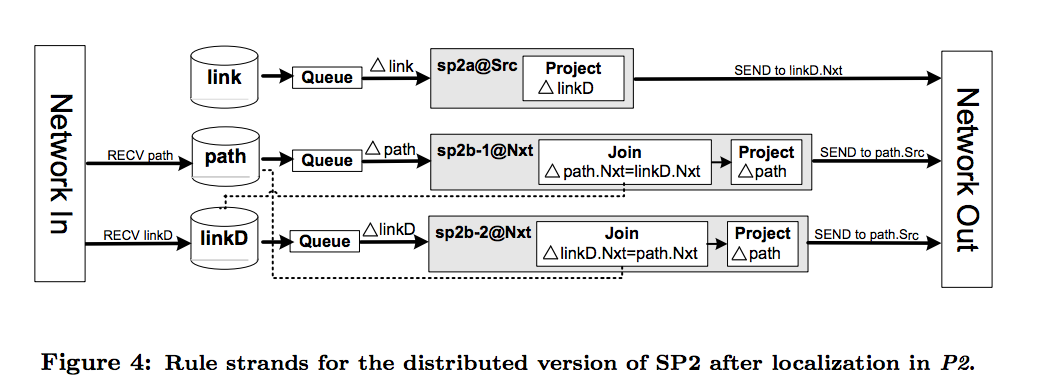 Network In
link
Queue
△ link
sp2a@Src
Project
△ linkD
SEND to linkD.Nxt
RECV path
path
Queue
△ path
sp2b-1@Nxt
Join
△ path.Nxt=linkD.Nxt
Project
△ path
SEND to path.Src
RECV linkD
linkD
Queue
△ linkD
sp2b-2@Nxt
Join
△ linkD.Nxt=path.Nxt
Project
△ path
SEND to path.Src
Network Out
Figure 4: Rule strands for the distributed version of SP2 after localization in P2.